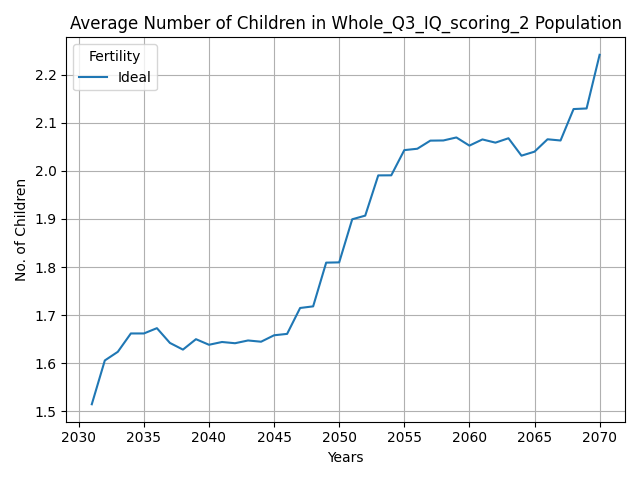 Average Number of Children in Whole_Q3_IQ_scoring_2 Population
Fertility
Ideal
No. of Children
2.2
2.1
2.0
1.9
1.8
1.7
1.6
1.5
2030 2035 2040 2045 2050 2055 2060 2065 2070
Years